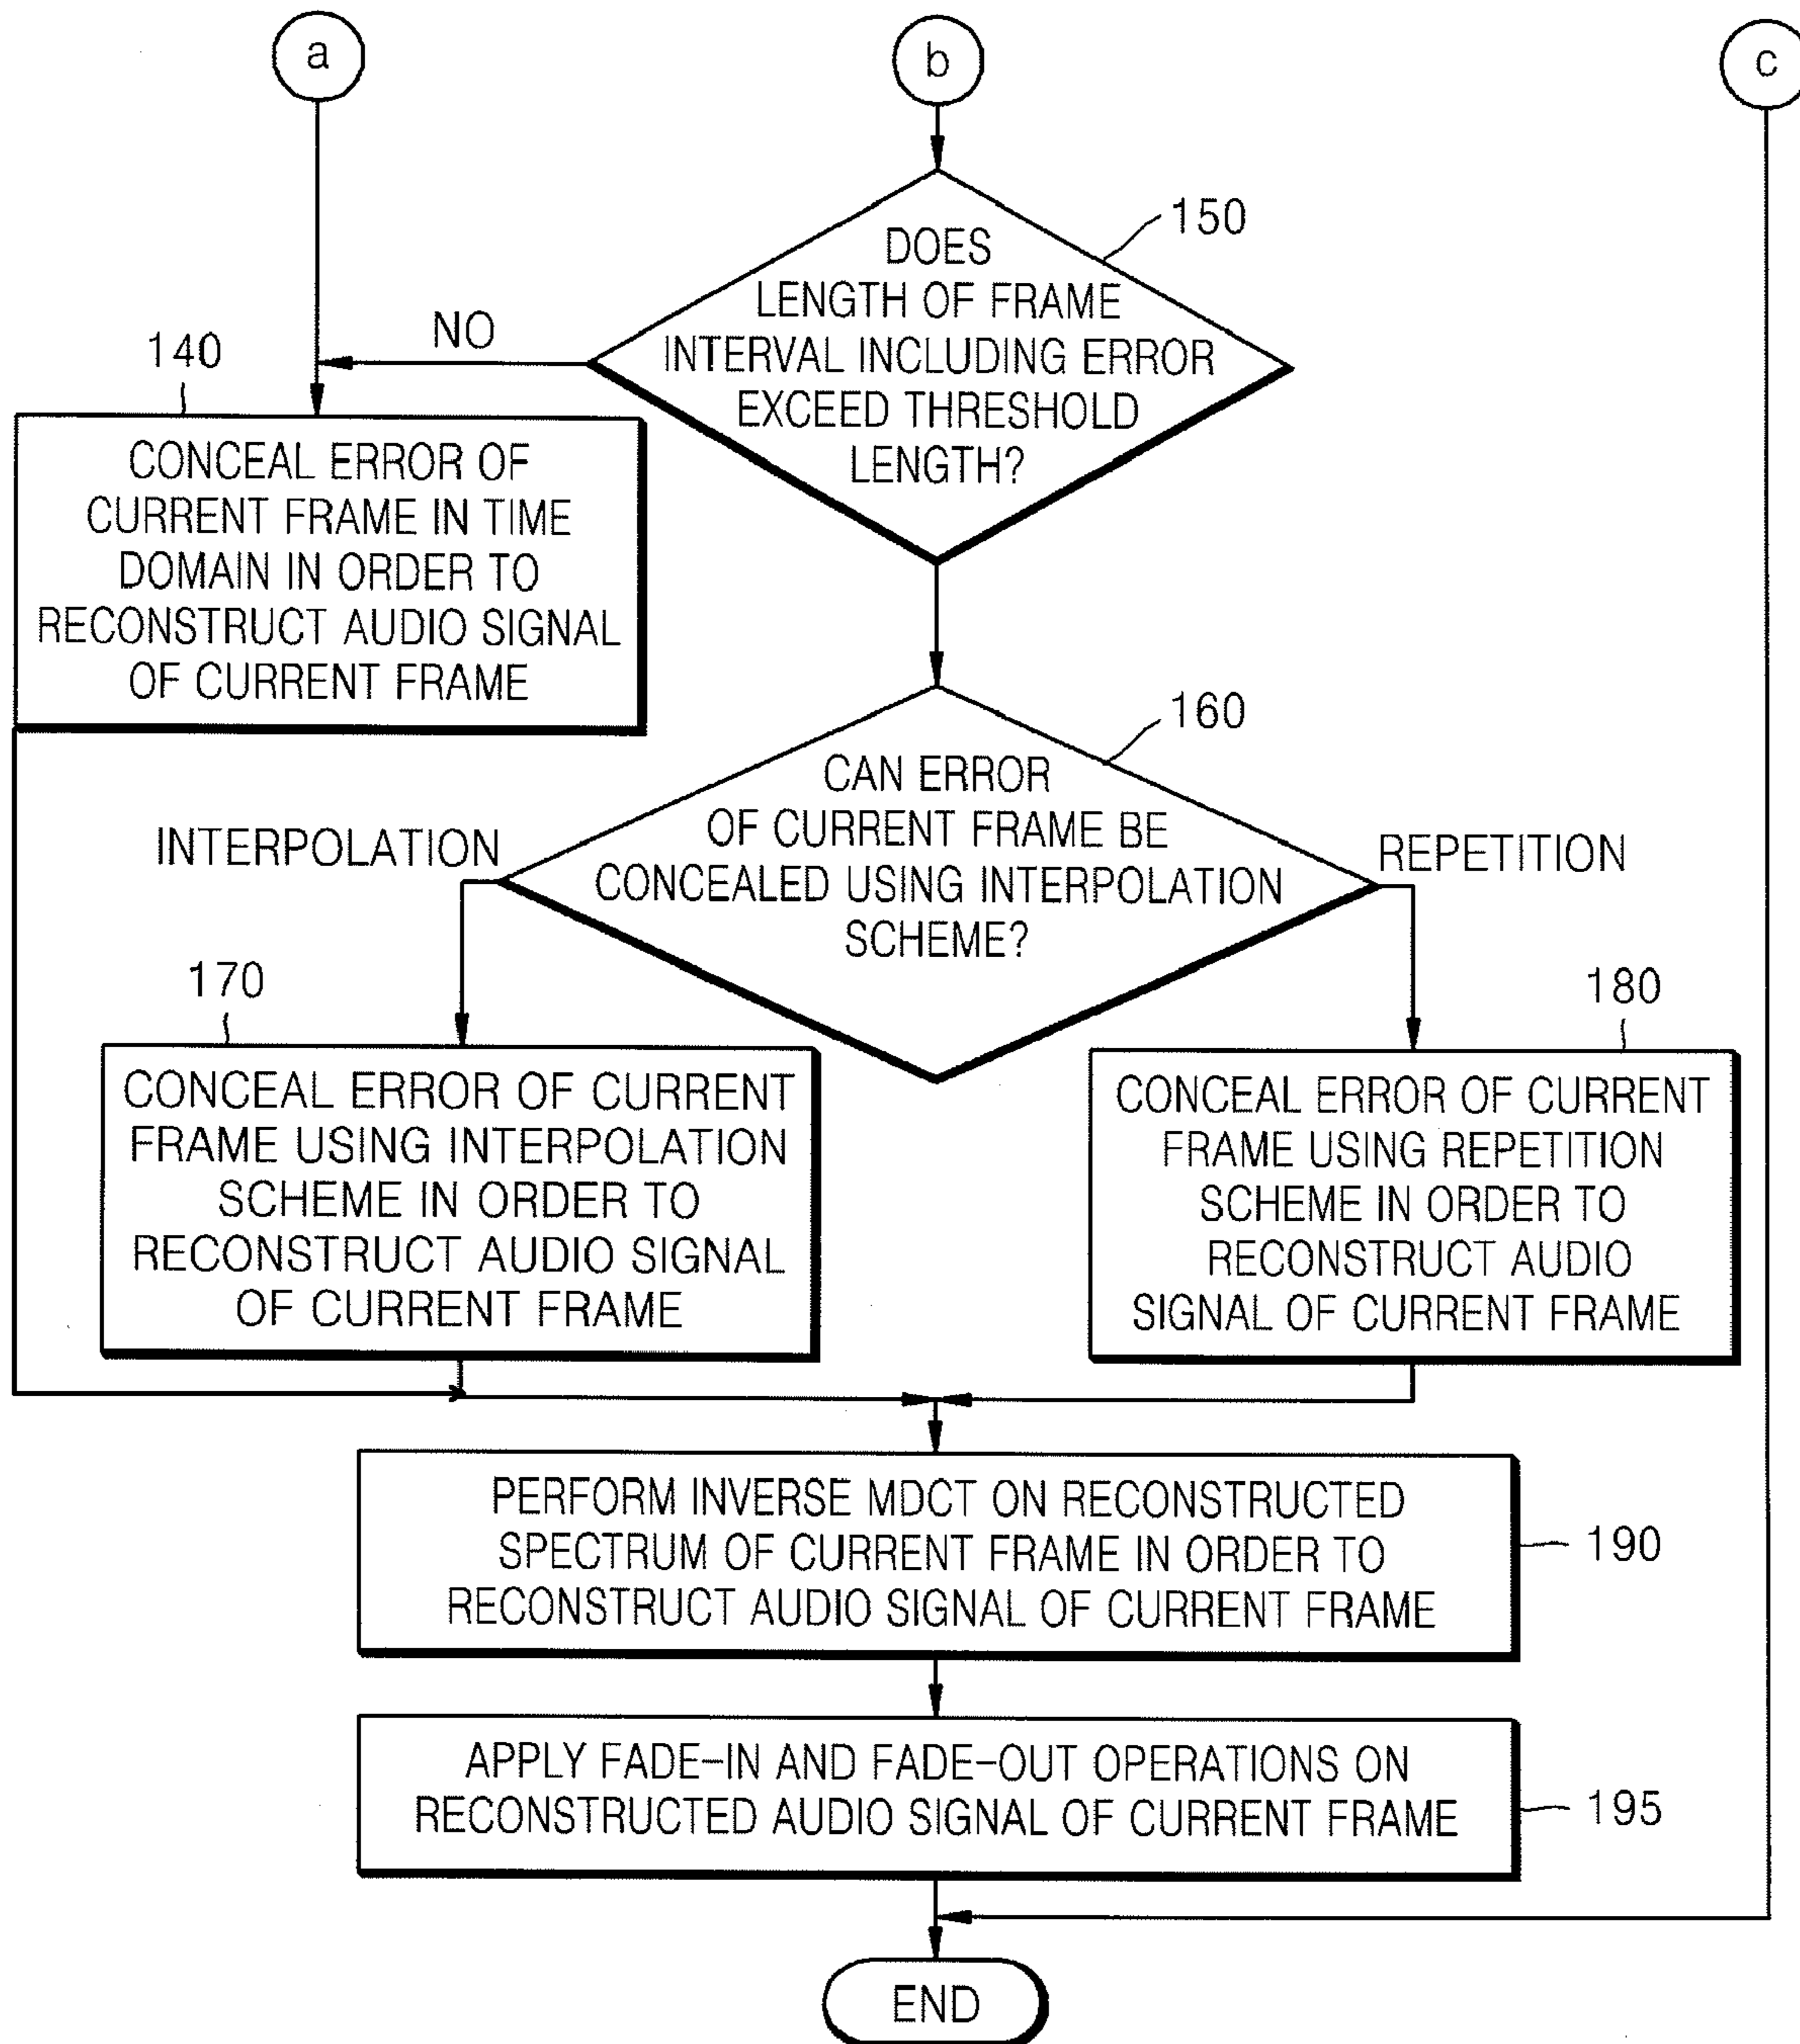 a
b
c
150
DOES
LENGTH OF FRAME
INTERVAL INCLUDING ERROR
EXCEED THRESHOLD
LENGTH?
NO
140
CONCEAL ERROR OF
CURRENT FRAME IN TIME
DOMAIN IN ORDER TO
RECONSTRUCT AUDIO SIGNAL
OF CURRENT FRAME
160
CAN ERROR
OF CURRENT FRAME BE
CONCEALED USING INTERPOLATION
SCHEME?
INTERPOLATION
REPETITION
170
CONCEAL ERROR OF CURRENT
FRAME USING INTERPOLATION
SCHEME IN ORDER TO
RECONSTRUCT AUDIO SIGNAL
OF CURRENT FRAME
180
CONCEAL ERROR OF CURRENT
FRAME USING REPETITION
SCHEME IN ORDER TO
RECONSTRUCT AUDIO
SIGNAL OF CURRENT FRAME
PERFORM INVERSE MDCT ON RECONSTRUCTED
SPECTRUM OF CURRENT FRAME IN ORDER TO
RECONSTRUCT AUDIO SIGNAL OF CURRENT FRAME
190
APPLY FADE-IN AND FADE-OUT OPERATIONS ON
RECONSTRUCTED AUDIO SIGNAL OF CURRENT FRAME
195
END